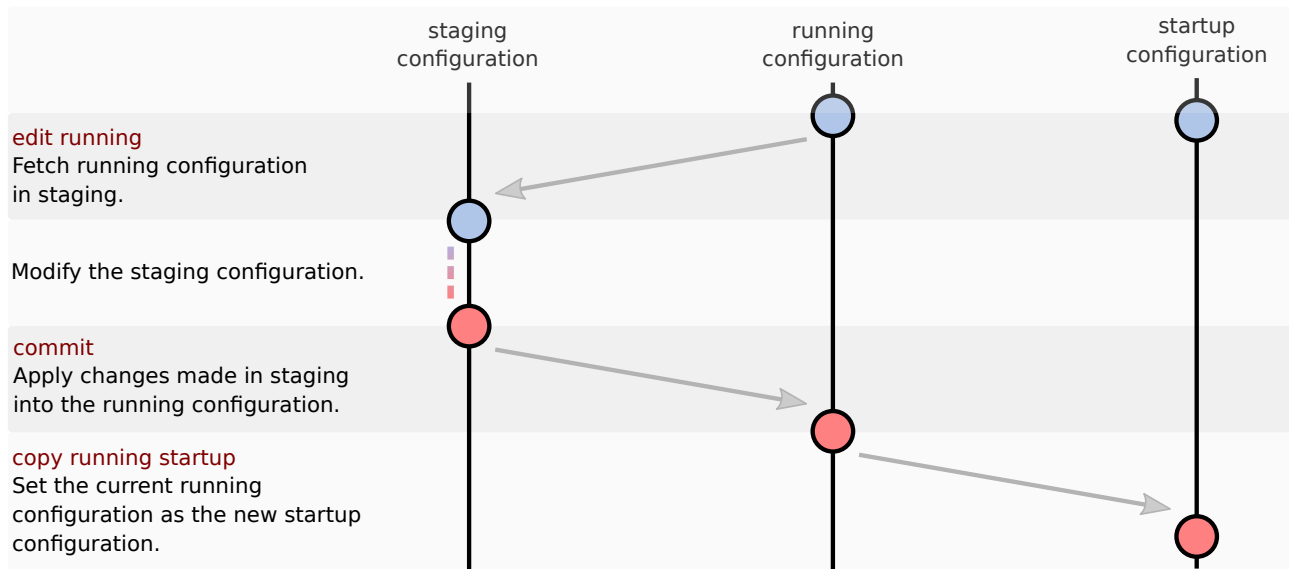 staging
configuration
running
configuration
startup
configuration
edit running
Fetch running configuration
in staging.
Modify the staging configuration.
commit
Apply changes made in staging
into the running configuration.
copy running startup
Set the current running
configuration as the new startup
configuration.